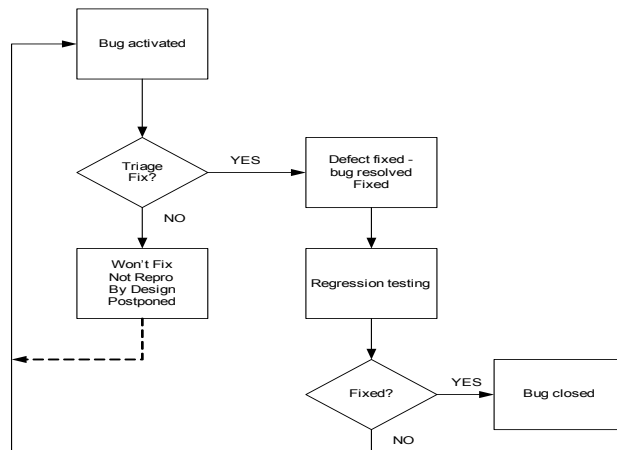 Bug activated
Triage
Fix?
YES
Defect fixed -
bug resolved
Fixed
NO
Won't Fix
Not Repro
By Design
Postponed
Regression testing
Fixed?
YES
Bug closed
NO